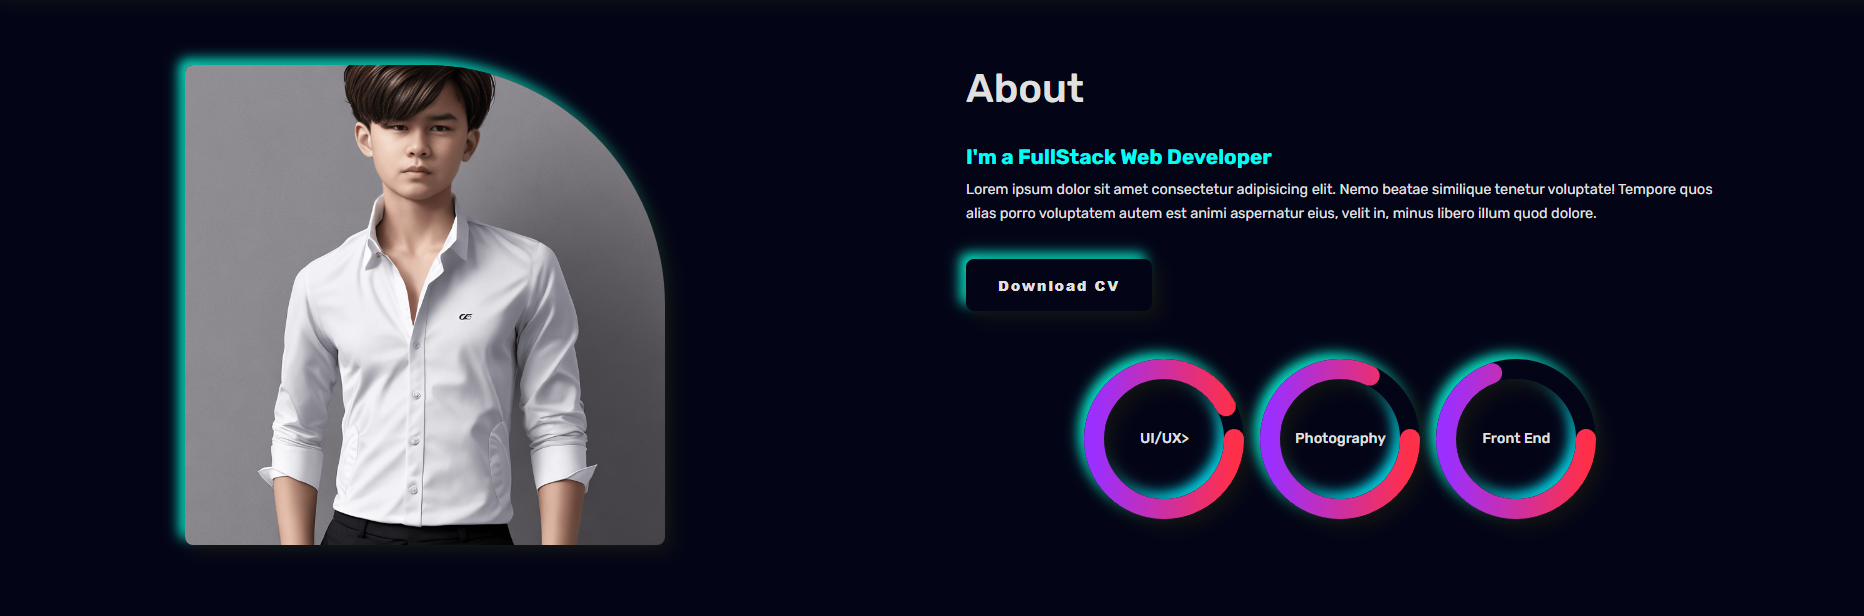 About
I'm a FullStack Web Developer
Lorem ipsum dolor sit amet consectetur adipisicing elit. Nemo beatae similique tenetur voluptate! Tempore quos
alias porro voluptatem autem est animi aspernatur eius, velit in, minus libero illum quod dolore.
Download CV
UI/UX>
Photography
Front End